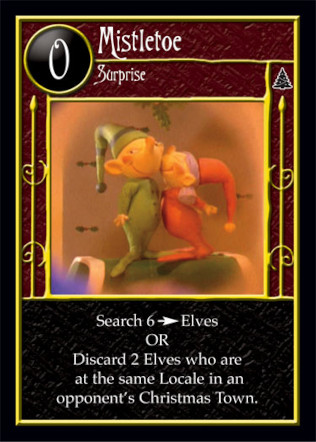 0
Mistletoe
Surprise
Search 6 ➛ Elves
OR
Discard 2 Elves who are
at the same Locale in an
opponent's Christmas Town.